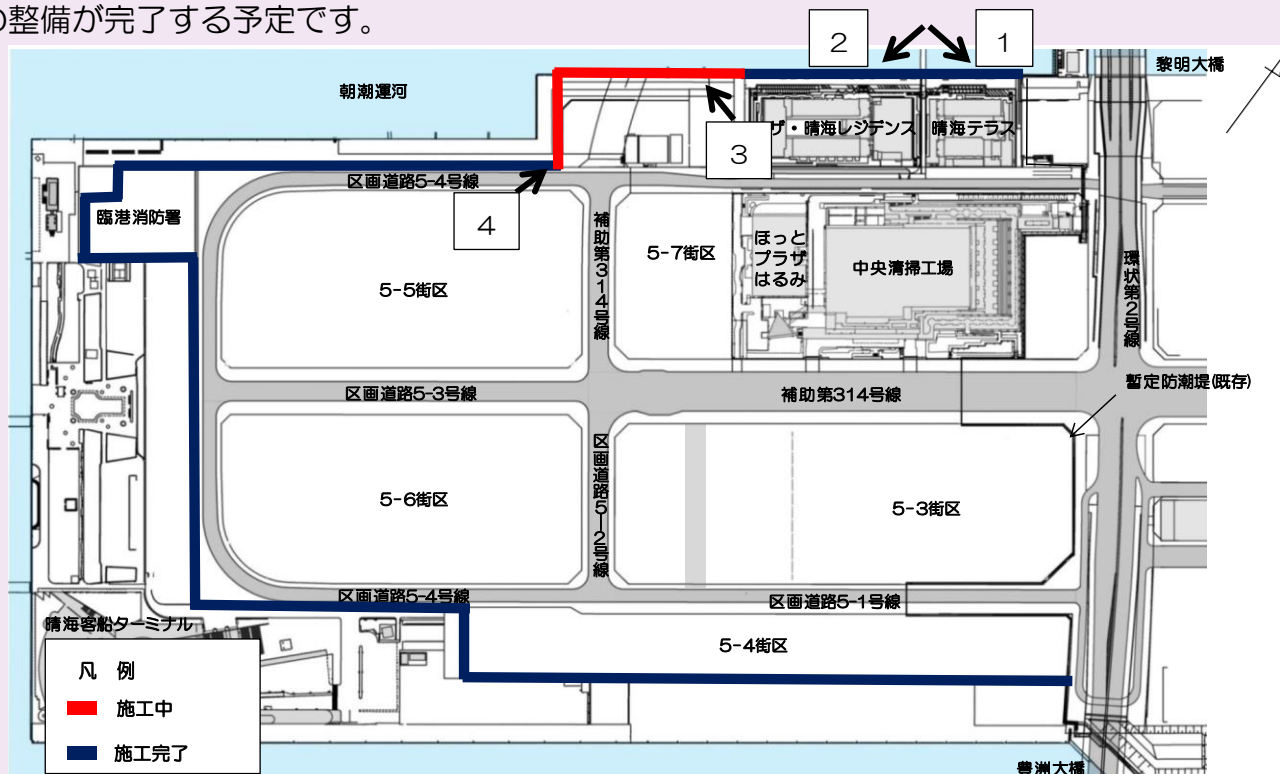 の整備が完了する予定です。
2
1
黎明大橋
朝潮運河
ザ・晴海レジデンス
晴海テラス
3
区画道路5-4号線
4
臨港消防署
補助第314号線
5-7街区
ほっと
プラザ
はるみ
中央清掃工場
環状第2号線
5-5街区
暫定防潮堤(既存)
区画道路5-3号線
補助第314号線
区画道路5-2号線
5-6街区
5-3街区
区画道路5-4号線
区画道路5-1号線
晴海客船ターミナル
5-4街区
凡 例
施工中
施工完了
豊洲大橋